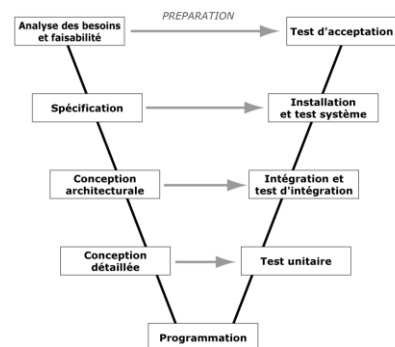 PREPARATION
Analyse des besoins
et faisabilité
Test d'acceptation
Spécification
Installation
et test système
Conception
architecturale
Intégration et
test d'intégration
Conception
détaillée
Test unitaire
Programmation